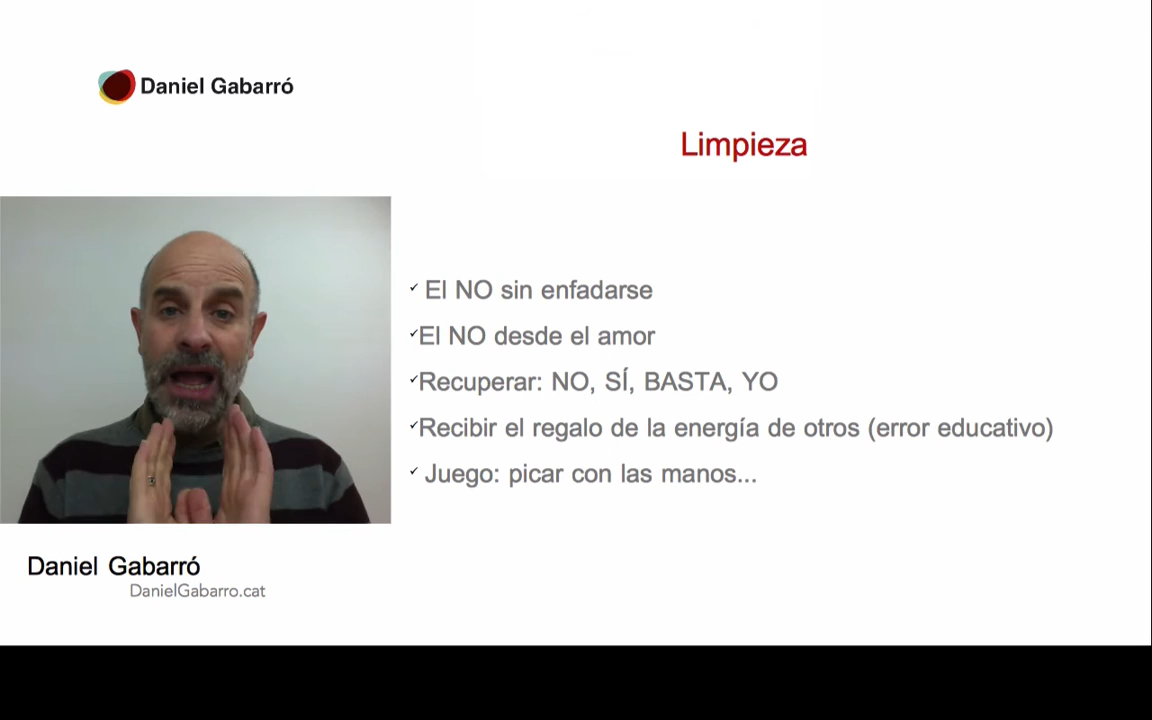 Daniel Gabarró
Limpieza
✓ El NO sin enfadarse
✓El NO desde el amor
✓Recuperar: NO, SÍ, BASTA, YO
✓Recibir el regalo de la energía de otros (error educativo)
✓ Juego: picar con las manos...
Daniel Gabarró
DanielGabarro.cat